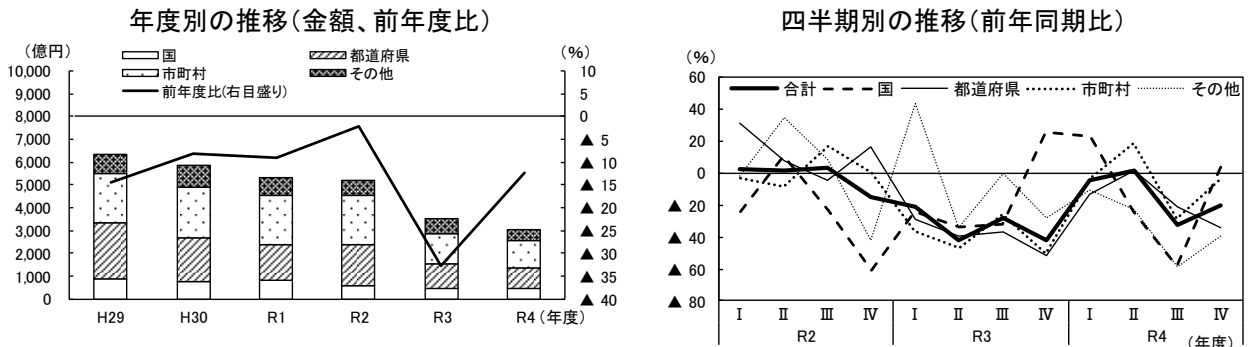 年度別の推移(金額、前年度比)
(億円)
(%)
国
都道府県
市町村
その他
前年度比(右目盛り)
10,000
9,000
8,000
7,000
6,000
5,000
4,000
3,000
2,000
1,000
0
10
5
0
▲ 5
▲ 10
▲ 15
▲ 20
▲ 25
▲ 30
▲ 35
▲ 40
H29 H30 R1 R2 R3 R4 (年度)
四半期別の推移(前年同期比)
(%)
合計 国 都道府県 市町村 その他
60
40
20
0
▲ 20
▲ 40
▲ 60
▲ 80
Ⅰ Ⅱ Ⅲ Ⅳ Ⅰ Ⅱ Ⅲ Ⅳ Ⅰ Ⅱ Ⅲ Ⅳ
R2 R3 R4 (年度)